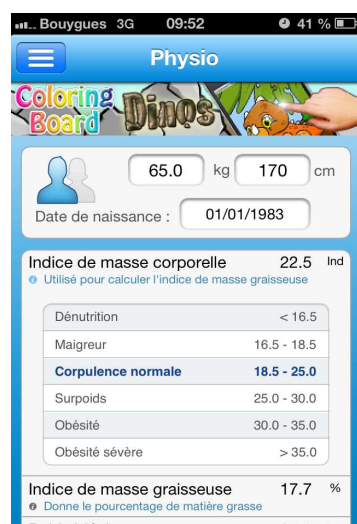 Bouygues 3G 09:52 41 %
Physio
Coloring
Board
Dinos
65.0 kg 170 cm
Date de naissance : 01/01/1983
Indice de masse corporelle 22.5 Ind
Utilisé pour calculer l'indice de masse graisseuse
Dénutrition < 16.5
Maigreur 16.5 - 18.5
Corpulence normale 18.5 - 25.0
Surpoids 25.0 - 30.0
Obésité 30.0 - 35.0
Obésité sévère > 35.0
Indice de masse graisseuse 17.7 %
Donne le pourcentage de matière grasse